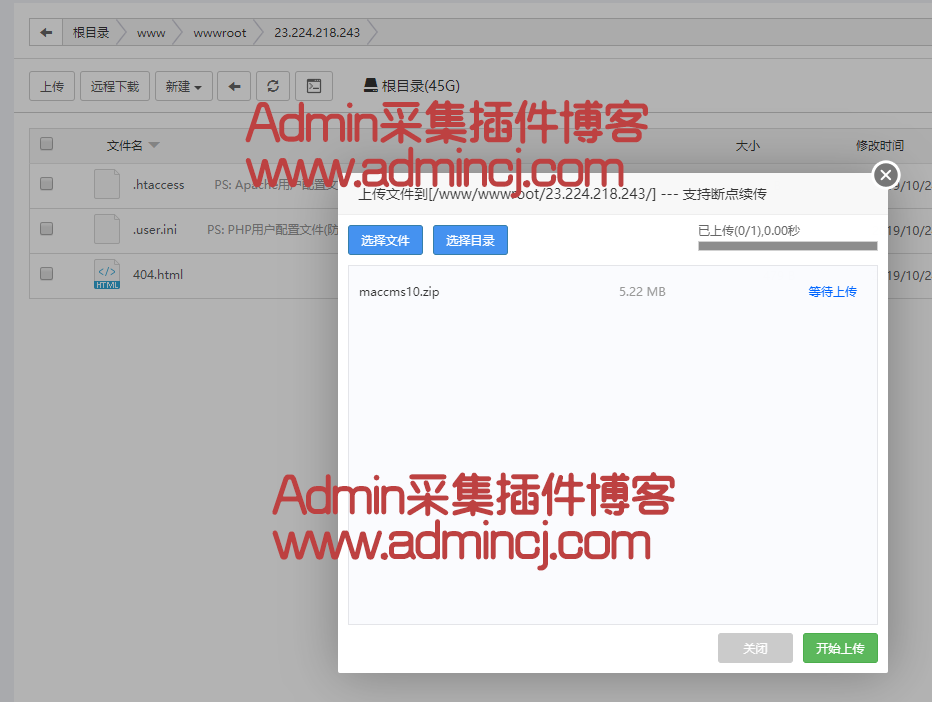 根目录 www wwwroot 23.224.218.243
上传 远程下载 新建 根目录(45G)
Admin采集插件博客
www.admincj.com
文件名 大小 修改时间
.htaccess PS: Apache用户配置文
上传文件到[/www/wwwroot/23.224.218.243/] --- 支持断点续传
.user.ini PS: PHP用户配置文件(防 19/10/2
选择文件 选择目录 已上传(0/1),0.00秒
404.html 19/10/2
HTML
maccms10.zip 5.22 MB 等待上传
Admin采集插件博客
www.admincj.com
关闭 开始上传